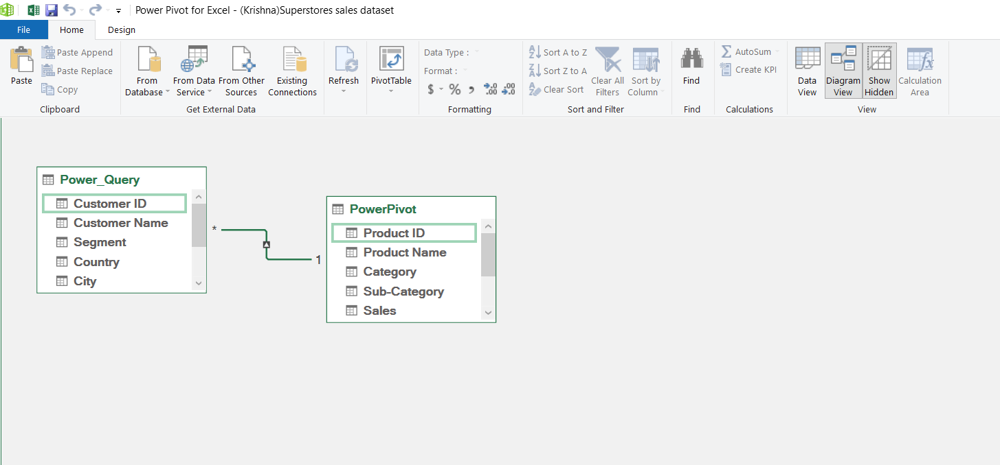 Power Pivot for Excel - (Krishna)Superstores sales dataset
File Home Design
Paste
Paste Append
Paste Replace
Copy
Clipboard
From Database
From Data Service
From Other Sources
Existing Connections
Get External Data
Refresh
PivotTable
Data Type :
Format :
$ % , .00 .00
Formatting
Sort A to Z
Sort Z to A
Clear Sort
Clear All Filters
Sort by Column
Sort and Filter
Find
Find
AutoSum
Create KPI
Calculations
Data View
Diagram View
Show Hidden
Calculation Area
View
Power_Query
Customer ID
Customer Name
Segment
Country
City
*
1
PowerPivot
Product ID
Product Name
Category
Sub-Category
Sales